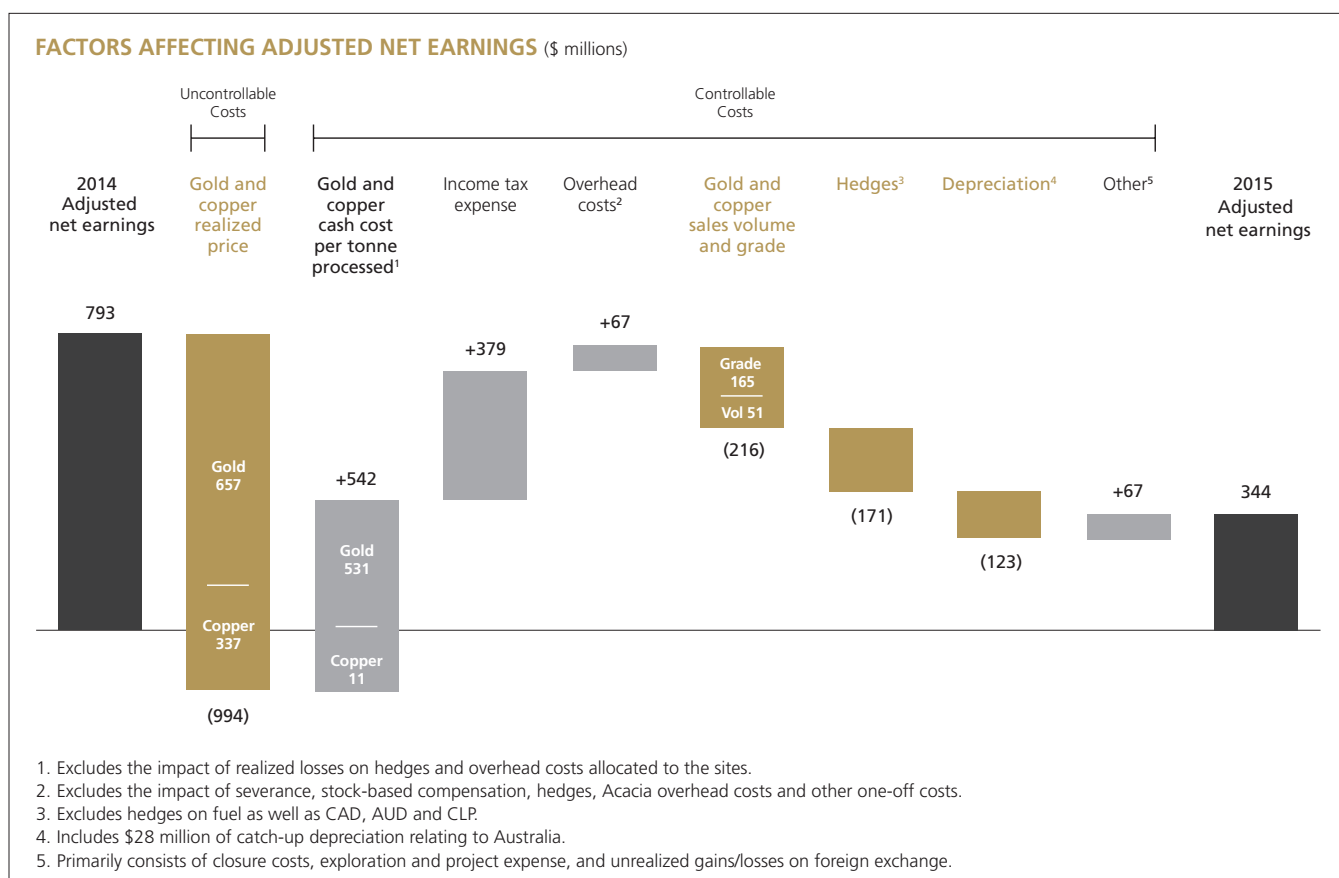 FACTORS AFFECTING ADJUSTED NET EARNINGS ($ millions)
Uncontrollable
Costs
Controllable
Costs
2014
Adjusted
net earnings
Gold and
copper
realized
price
Gold and
copper
cash cost
per tonne
processed¹
Income tax
expense
Overhead
costs²
Gold and
copper
sales volume
and grade
Hedges³
Depreciation⁴
Other⁵
2015
Adjusted
net earnings
793
Gold
657
Copper
337
(994)
+542
Gold
531
Copper
11
+379
+67
Grade
165
Vol 51
(216)
(171)
(123)
+67
344
1. Excludes the impact of realized losses on hedges and overhead costs allocated to the sites.
2. Excludes the impact of severance, stock-based compensation, hedges, Acacia overhead costs and other one-off costs.
3. Excludes hedges on fuel as well as CAD, AUD and CLP.
4. Includes $28 million of catch-up depreciation relating to Australia.
5. Primarily consists of closure costs, exploration and project expense, and unrealized gains/losses on foreign exchange.